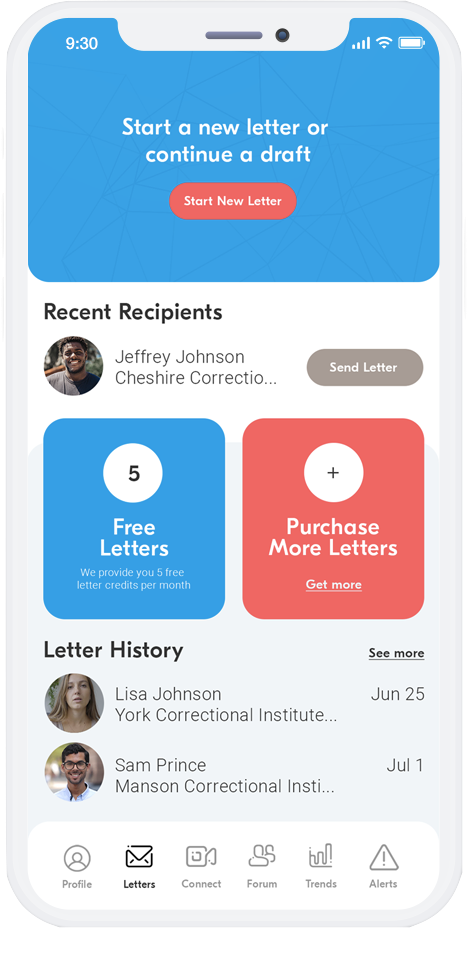 9:30
Start a new letter or
continue a draft
Start New Letter
Recent Recipients
Jeffrey Johnson
Cheshire Correctio...
Send Letter
5
Free
Letters
We provide you 5 free
letter credits per month
+
Purchase
More Letters
Get more
Letter History
See more
Lisa Johnson
Jun 25
York Correctional Institute...
Sam Prince
Jul 1
Manson Correctional Insti...
Profile
Letters
Connect
Forum
Trends
Alerts